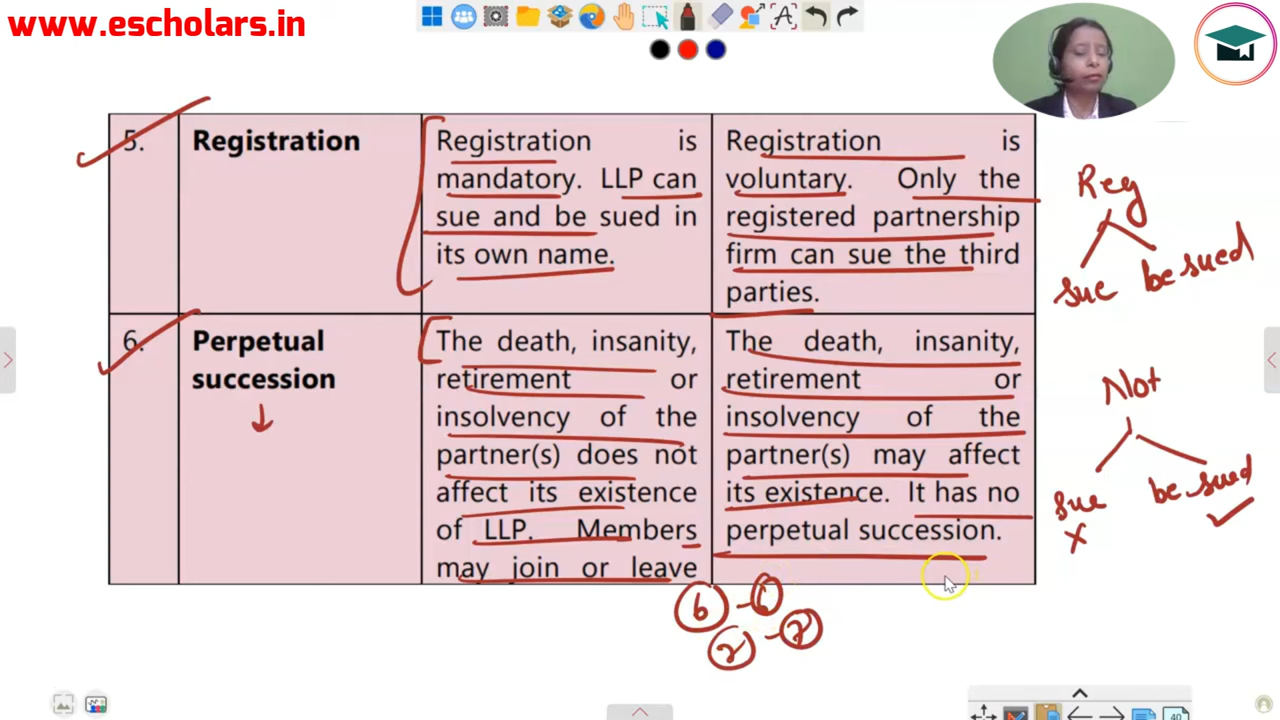 www.escholars.in
5.
Registration
Registration is
mandatory. LLP can
sue and be sued in
its own name.
Registration is
voluntary. Only the
registered partnership
firm can sue the third
parties.
Reg
sue be sued
6.
Perpetual
succession
The death, insanity,
retirement or
insolvency of the
partner(s) does not
affect its existence
of LLP. Members
may join or leave
The death, insanity,
retirement or
insolvency of the
partner(s) may affect
its existence. It has no
perpetual succession.
Not
sue be sued
6